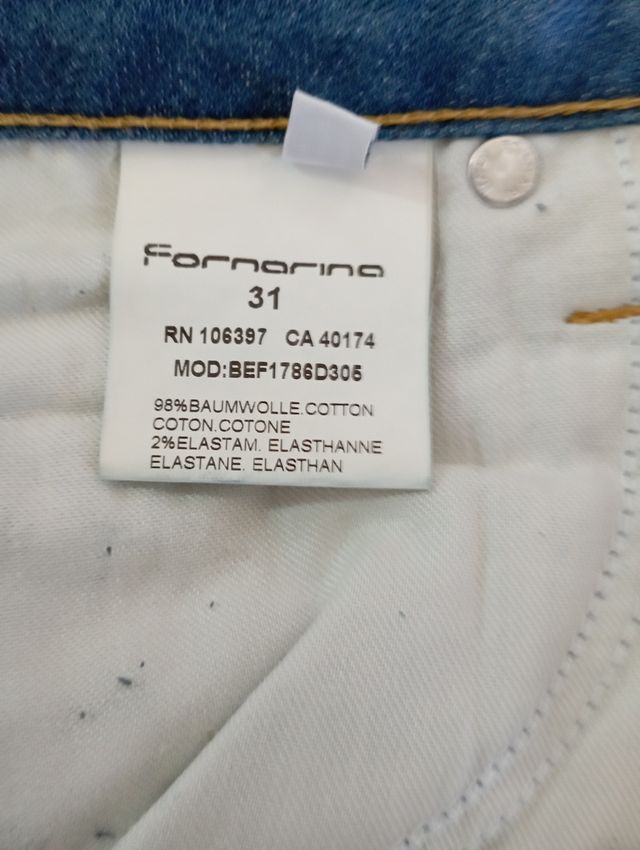 Fornarina
31
RN 106397 CA 40174
MOD:BEF1786D305
98%BAUMWOLLE.COTTON
COTON.COTONE
2%ELASTAM. ELASTHANNE
ELASTANE. ELASTHAN